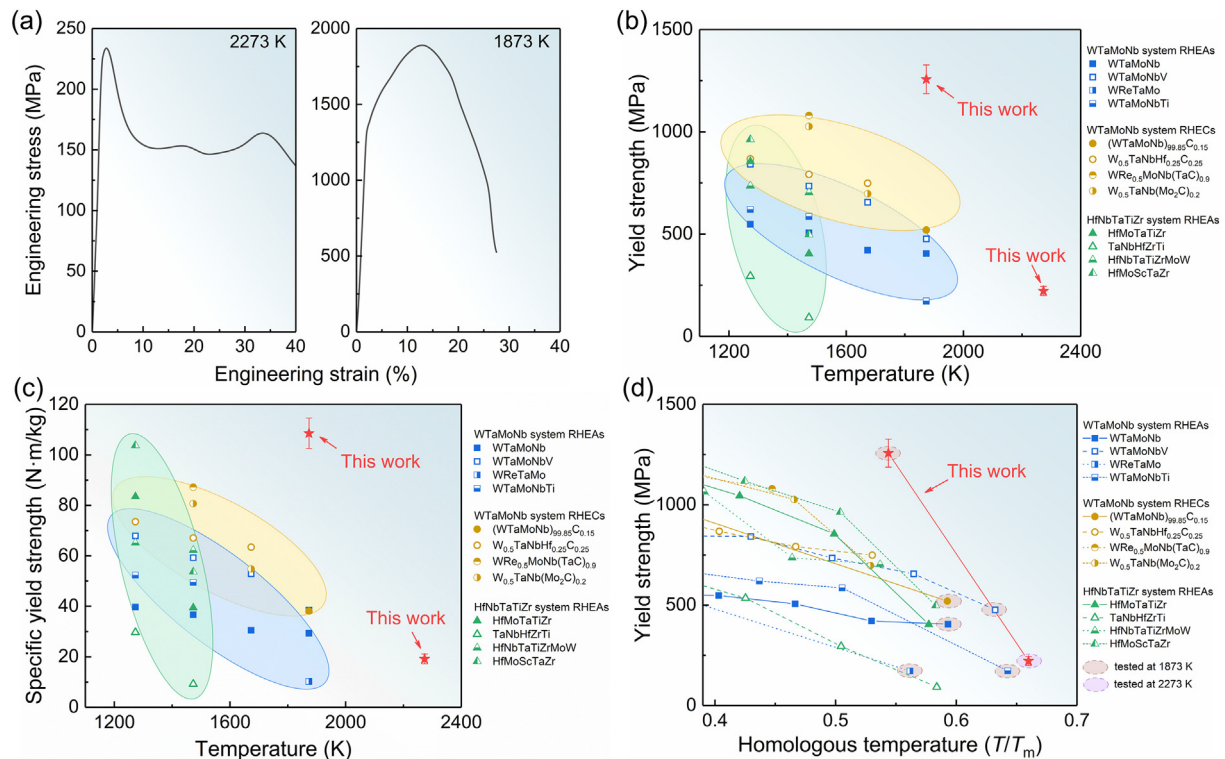 (a)
2273 K
1873 K
Engineering stress (MPa)
250
200
150
100
50
0
2000
1500
1000
500
0
0 10 20 30 40
0 10 20 30 40
Engineering strain (%)
(b)
Yield strength (MPa)
1500
1000
500
0
1200 1600 2000 2400
Temperature (K)
This work
This work
WTaMoNb system RHEAs
WTaMoNb
WTaMoNbV
WReTaMo
WTaMoNbTi
WTaMoNb system RHECs
(WTaMoNb)99.85C0.15
W0.5TaNbHf0.25C0.25
WRe0.5MoNb(TaC)0.9
W0.5TaNb(Mo2C)0.2
HfNbTaTiZr system RHEAs
HfMoTaTiZr
TaNbHfZrTi
HfNbTaTiZrMoW
HfMoScTaZr
(c)
Specific yield strength (N·m/kg)
120
100
80
60
40
20
0
1200 1600 2000 2400
Temperature (K)
This work
This work
WTaMoNb system RHEAs
WTaMoNb
WTaMoNbV
WReTaMo
WTaMoNbTi
WTaMoNb system RHECs
(WTaMoNb)99.85C0.15
W0.5TaNbHf0.25C0.25
WRe0.5MoNb(TaC)0.9
W0.5TaNb(Mo2C)0.2
HfNbTaTiZr system RHEAs
HfMoTaTiZr
TaNbHfZrTi
HfNbTaTiZrMoW
HfMoScTaZr
(d)
Yield strength (MPa)
1500
1000
500
0
0.4 0.5 0.6 0.7
Homologous temperature (T/Tm)
This work
WTaMoNb system RHEAs
WTaMoNb
WTaMoNbV
WReTaMo
WTaMoNbTi
WTaMoNb system RHECs
(WTaMoNb)99.85C0.15
W0.5TaNbHf0.25C0.25
WRe0.5MoNb(TaC)0.9
W0.5TaNb(Mo2C)0.2
HfNbTaTiZr system RHEAs
HfMoTaTiZr
TaNbHfZrTi
HfNbTaTiZrMoW
HfMoScTaZr
tested at 1873 K
tested at 2273 K